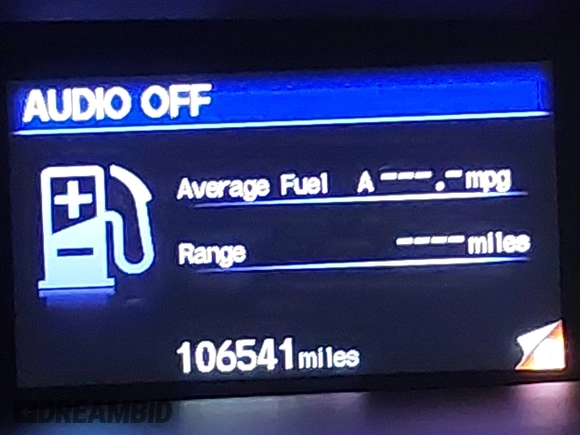 AUDIO OFF
Average Fuel A ---.-mpg
Range ----miles
106541miles
DREAMBID